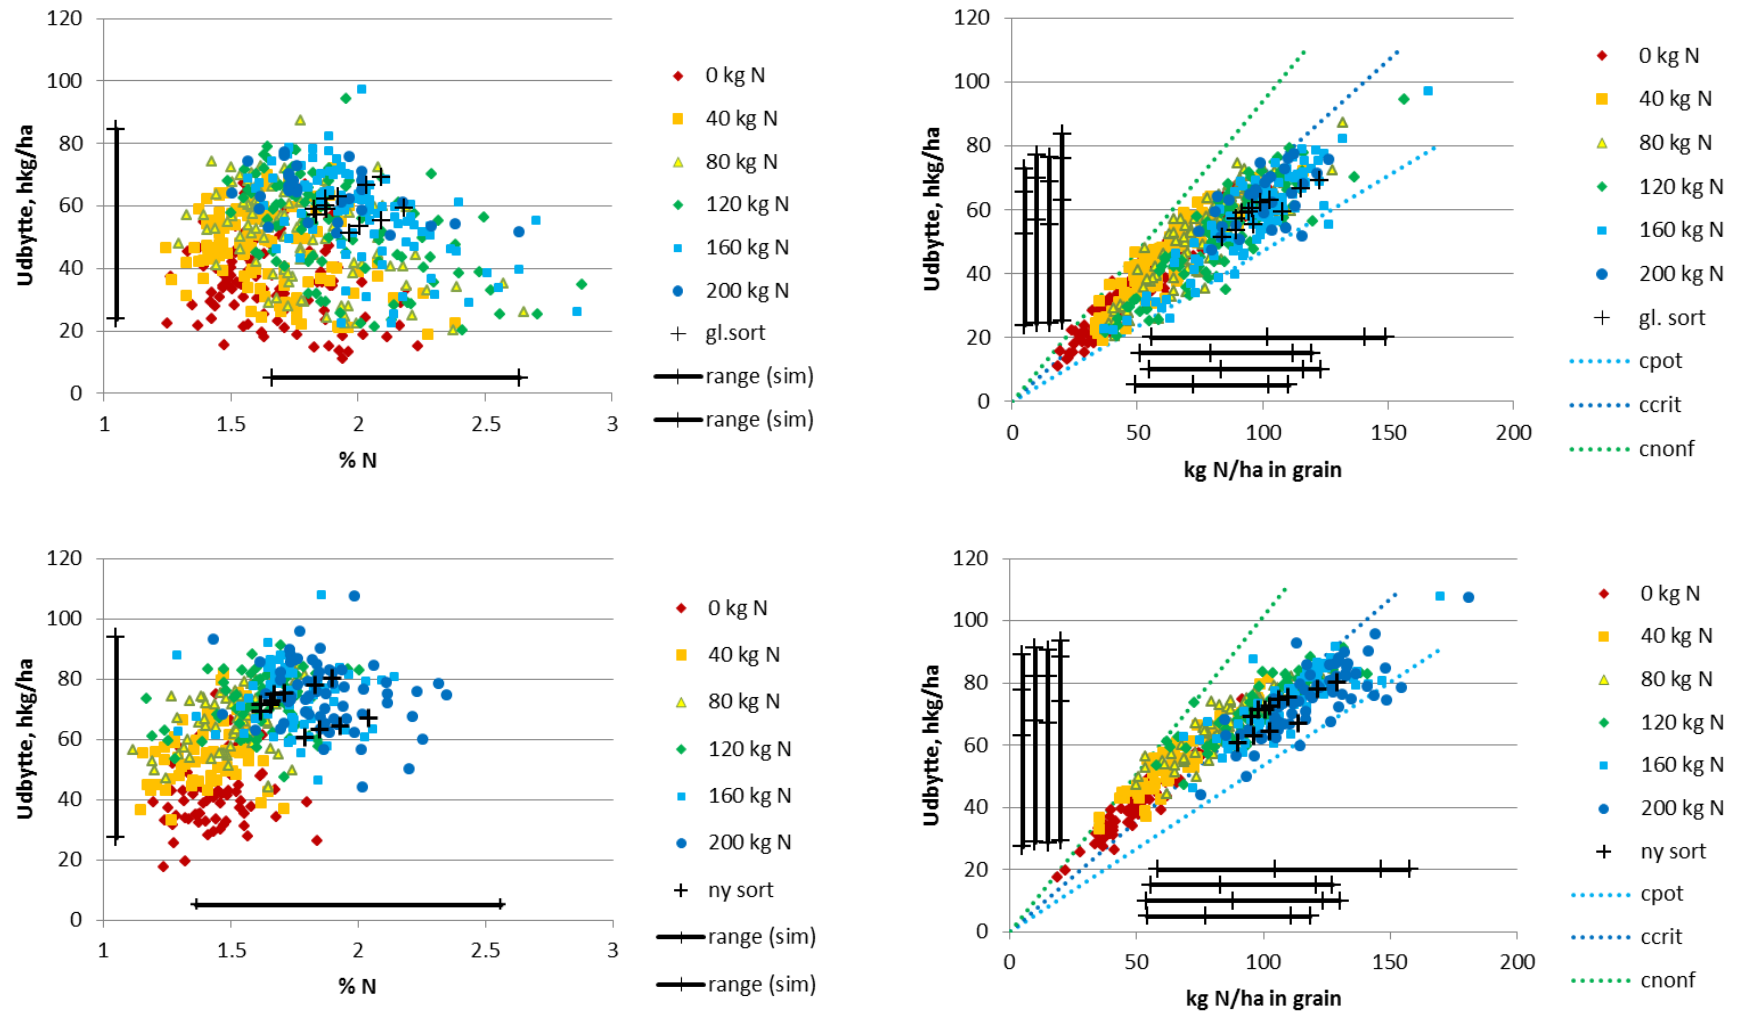 120
100
80
60
40
20
0
1
1.5
2
2.5
3
Udbytte, hkg/ha
% N
0 kg N
40 kg N
80 kg N
120 kg N
160 kg N
200 kg N
gl.sort
range (sim)
range (sim)
120
100
80
60
40
20
0
0
50
100
150
200
Udbytte, hkg/ha
kg N/ha in grain
0 kg N
40 kg N
80 kg N
120 kg N
160 kg N
200 kg N
gl. sort
cpot
ccrit
cnonf
120
100
80
60
40
20
0
1
1.5
2
2.5
3
Udbytte, hkg/ha
% N
0 kg N
40 kg N
80 kg N
120 kg N
160 kg N
200 kg N
ny sort
range (sim)
range (sim)
120
100
80
60
40
20
0
0
50
100
150
200
Udbytte, hkg/ha
kg N/ha in grain
0 kg N
40 kg N
80 kg N
120 kg N
160 kg N
200 kg N
ny sort
cpot
ccrit
cnonf